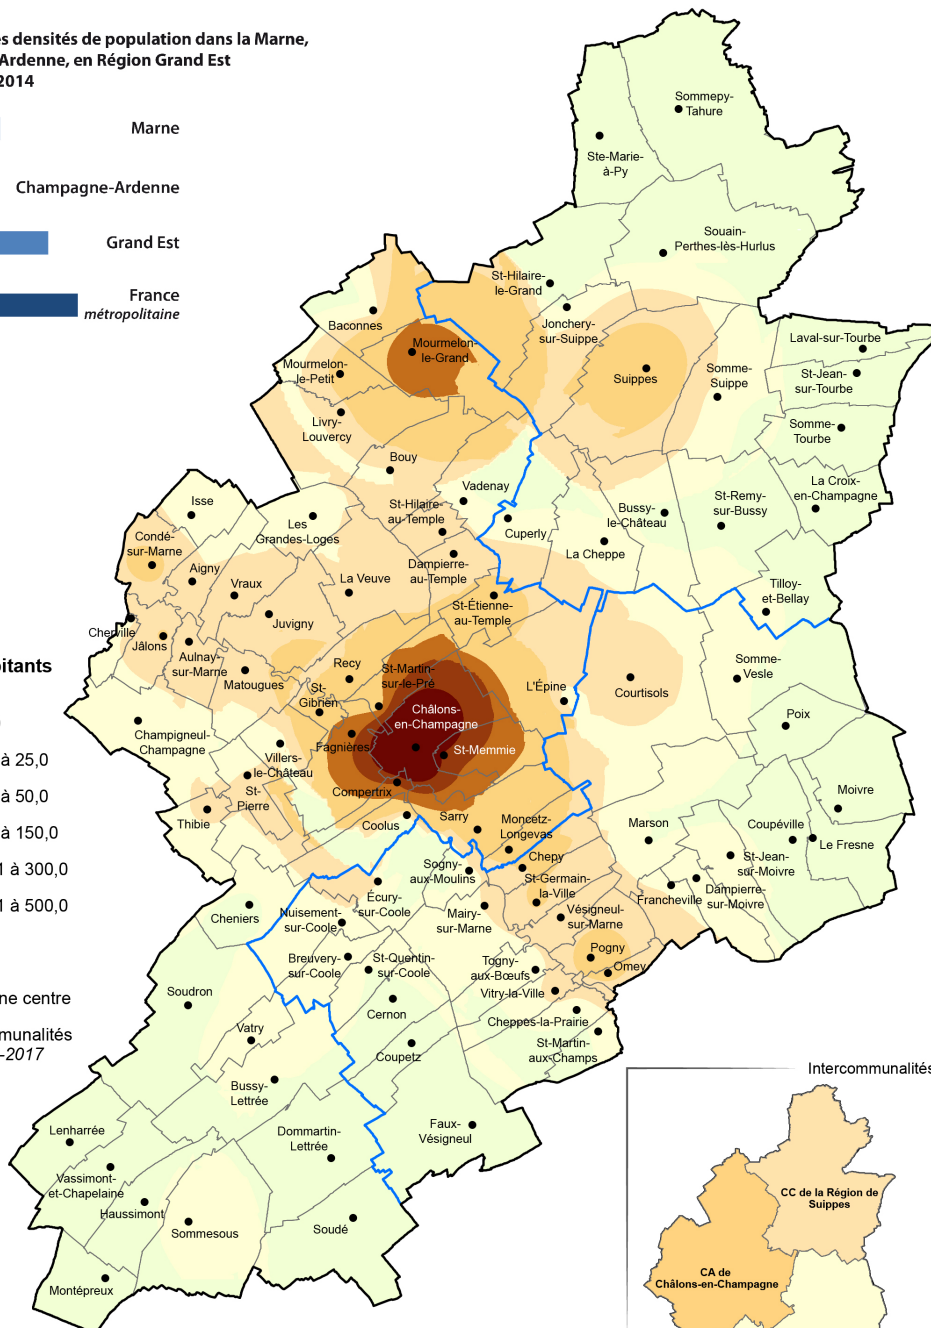 es densités de population dans la Marne,
Ardenne, en Région Grand Est
2014
Marne
Champagne-Ardenne
Grand Est
France
métropolitaine
Sommepy-
Tahure
Ste-Marie-
à-Py
Souain-
Perthes-lès-Hurlus
St-Hilaire-
le-Grand
Jonchery-
sur-Suippe
Baconnes
Mourmelon-
le-Grand
Mourmelon-
le-Petit
Livry-
Louvercy
Suippes
Somme-
Suippe
Laval-sur-Tourbe
St-Jean-
sur-Tourbe
Somme-
Tourbe
La Croix-
en-Champagne
Bouy
Vadenay
St-Hilaire-
au-Temple
Cuperly
Bussy-
le-Château
St-Remy-
sur-Bussy
La Cheppe
Isse
Les
Grandes-Loges
Condé-
sur-Marne
Aigny
Vraux
La Veuve
Dampierre-
au-Temple
St-Étienne-
au-Temple
Tilloy-
et-Bellay
Cherville
Jâlons
Juvigny
Aulnay-
sur-Marne
Matougues
Recy
St-Martin-
sur-le-Pré
St-
Gibrien
L'Épine
Courtisols
Somme-
Vesle
Poix
Châlons-
en-Champagne
Fagnières
St-Memmie
Champigneul-
Champagne
Villers-
le-Château
St-
Pierre
Compertrix
Thibie
Coolus
Sarry
Moncetz-
Longevas
Marson
Moivre
Coupéville
Le Fresne
St-Jean-
sur-Moivre
Chepy
St-Germain-
la-Ville
Sogny-
aux-Moulins
Francheville
Dampierre-
sur-Moivre
Écury-
sur-Coole
Cheniers
Nuisement-
sur-Coole
Mairy-
sur-Marne
Vésigneul-
sur-Marne
Pogny
Omey
Breuvery-
sur-Coole
St-Quentin-
sur-Coole
Togny-
aux-Bœufs
Vitry-la-Ville
Soudron
Cernon
Cheppes-la-Prairie
Vatry
Coupetz
St-Martin-
aux-Champs
Bussy-
Lettrée
Lenharrée
Dommartin-
Lettrée
Faux-
Vésigneul
Vassimont-
et-Chapelaine
Haussimont
Sommesous
Soudé
Montépreux
bitants
à 25,0
à 50,0
à 150,0
1 à 300,0
1 à 500,0
ne centre
munalités
-2017
Intercommunalités
CC de la Région de
Suippes
CA de
Châlons-en-Champagne